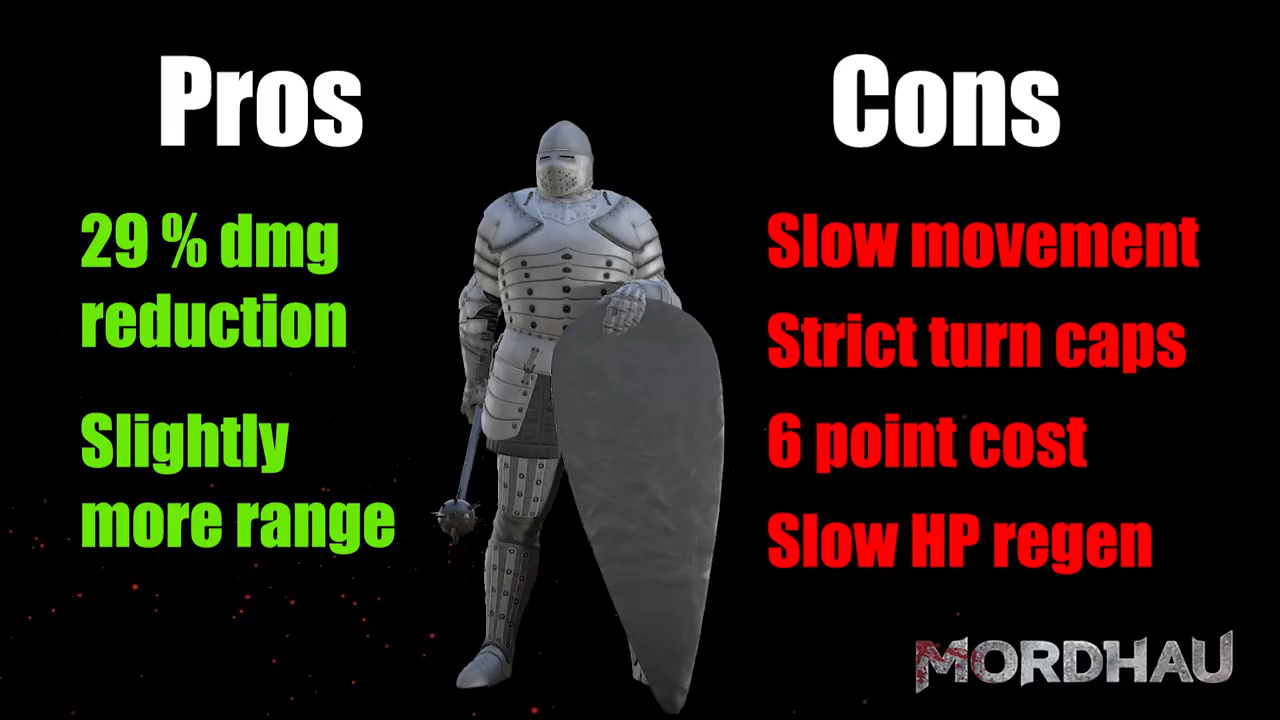 Pros
29 % dmg
reduction
Slightly
more range
Cons
Slow movement
Strict turn caps
6 point cost
Slow HP regen
MORDHAU